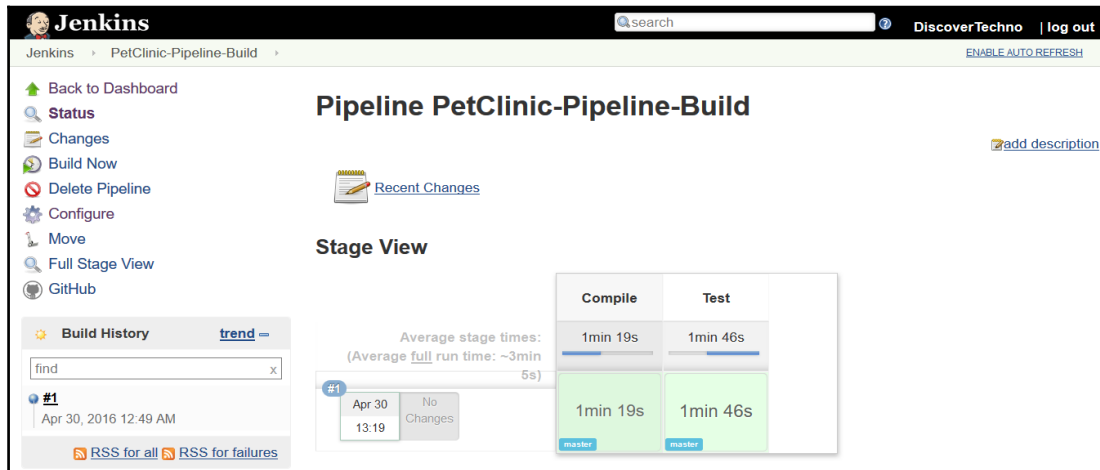 Jenkins
search
DiscoverTechno | log out
Jenkins PetClinic-Pipeline-Build
ENABLE AUTO REFRESH
Back to Dashboard
Status
Changes
Build Now
Delete Pipeline
Configure
Move
Full Stage View
GitHub
Build History trend
find x
#1
Apr 30, 2016 12:49 AM
RSS for all RSS for failures
Pipeline PetClinic-Pipeline-Build
add description
Recent Changes
Stage View
Compile Test
Average stage times:
(Average full run time: ~3min
5s)
1min 19s 1min 46s
#1
Apr 30
13:19
No
Changes
1min 19s 1min 46s
master master